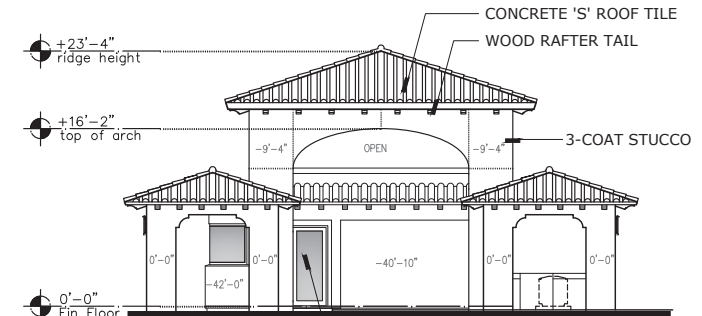 CONCRETE 'S' ROOF TILE
+23'-4"
WOOD RAFTER TAIL
ridge height
+16'-2"
top of arch
-9'-4" OPEN -9'-4"
3-COAT STUCCO
0'-0" 0'-0" -40'-10" 0'-0" 0'-0"
-42'-0"
0'-0"
Fin Floor